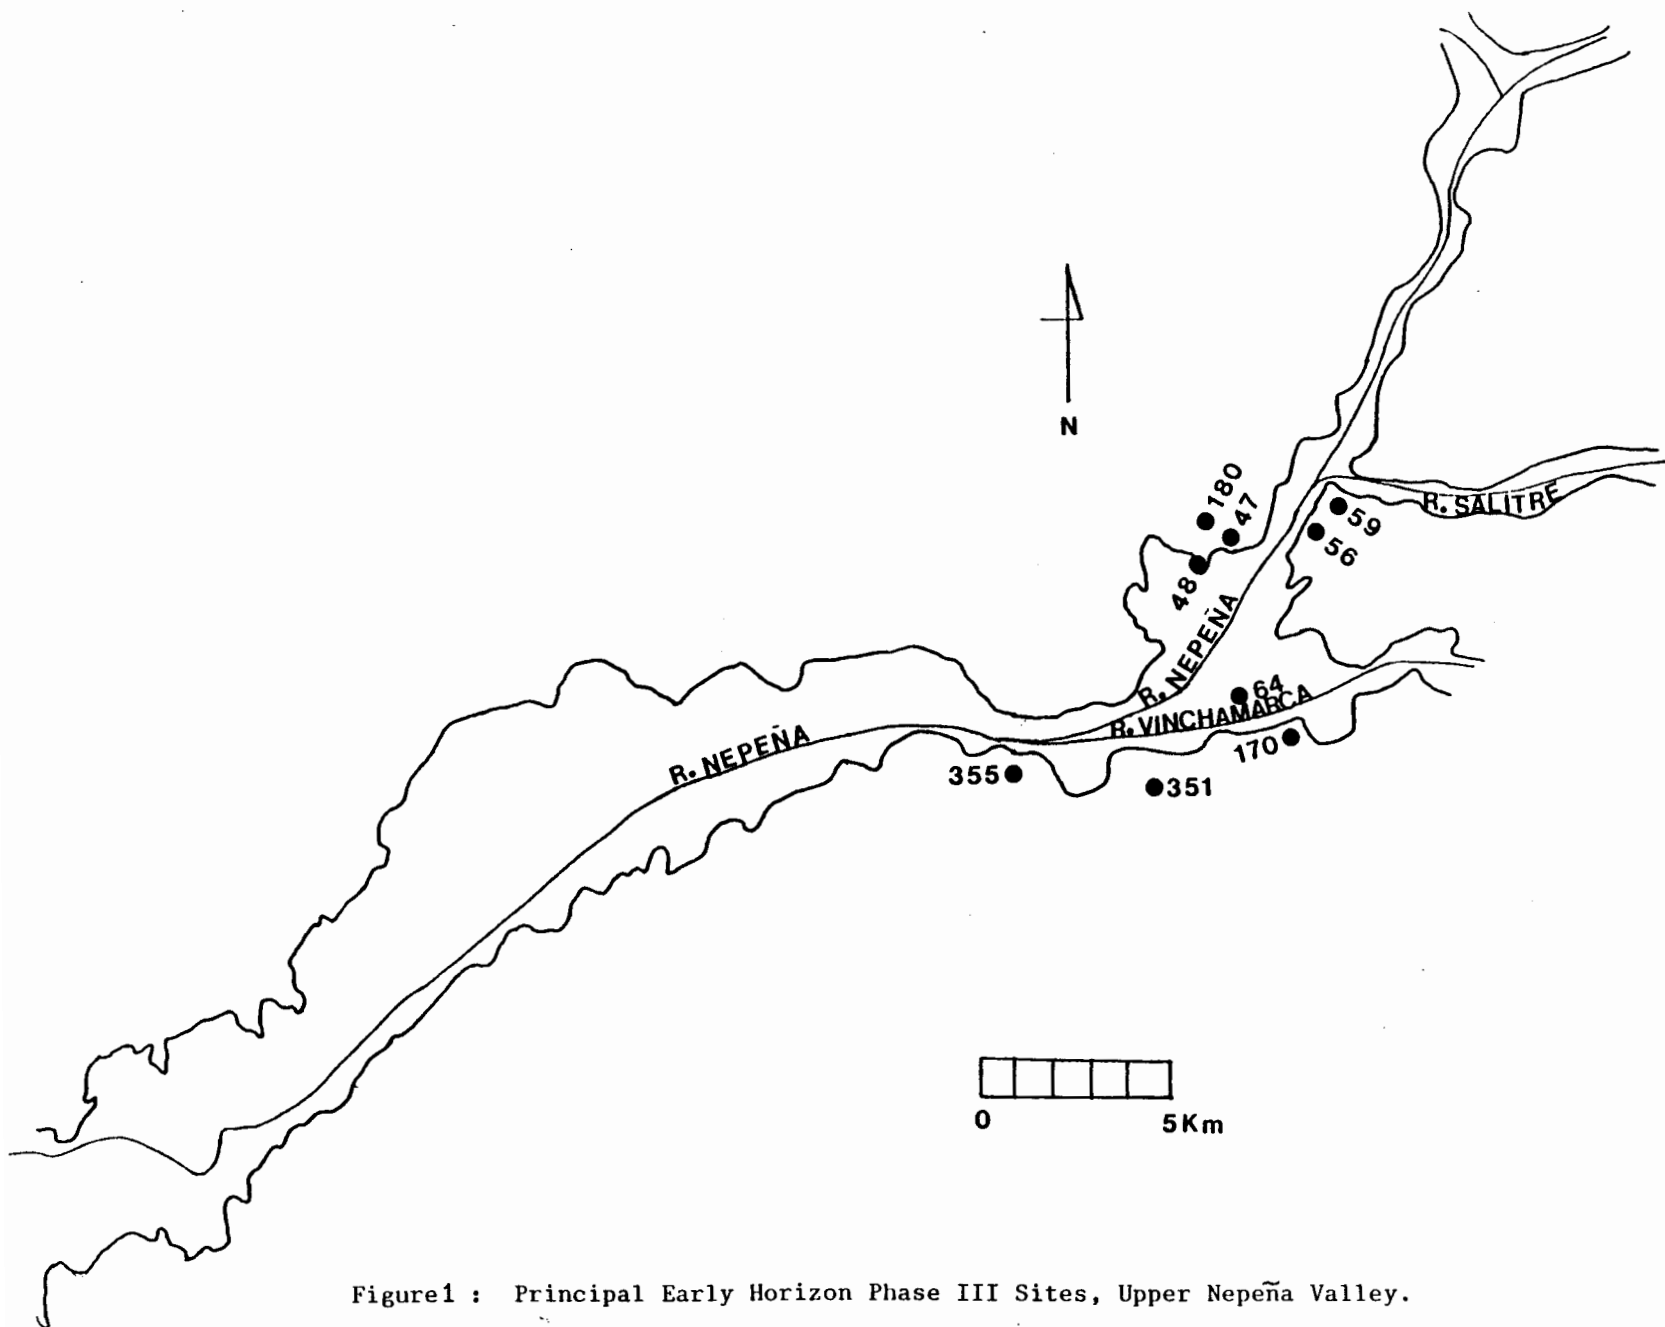 N
180
47
48
R. SALITRE
59
56
R. NEPEÑA
64
R. VINCHAMARCA
170
R. NEPEÑA
355
351
0 5Km
Figure1 : Principal Early Horizon Phase III Sites, Upper Nepeña Valley.